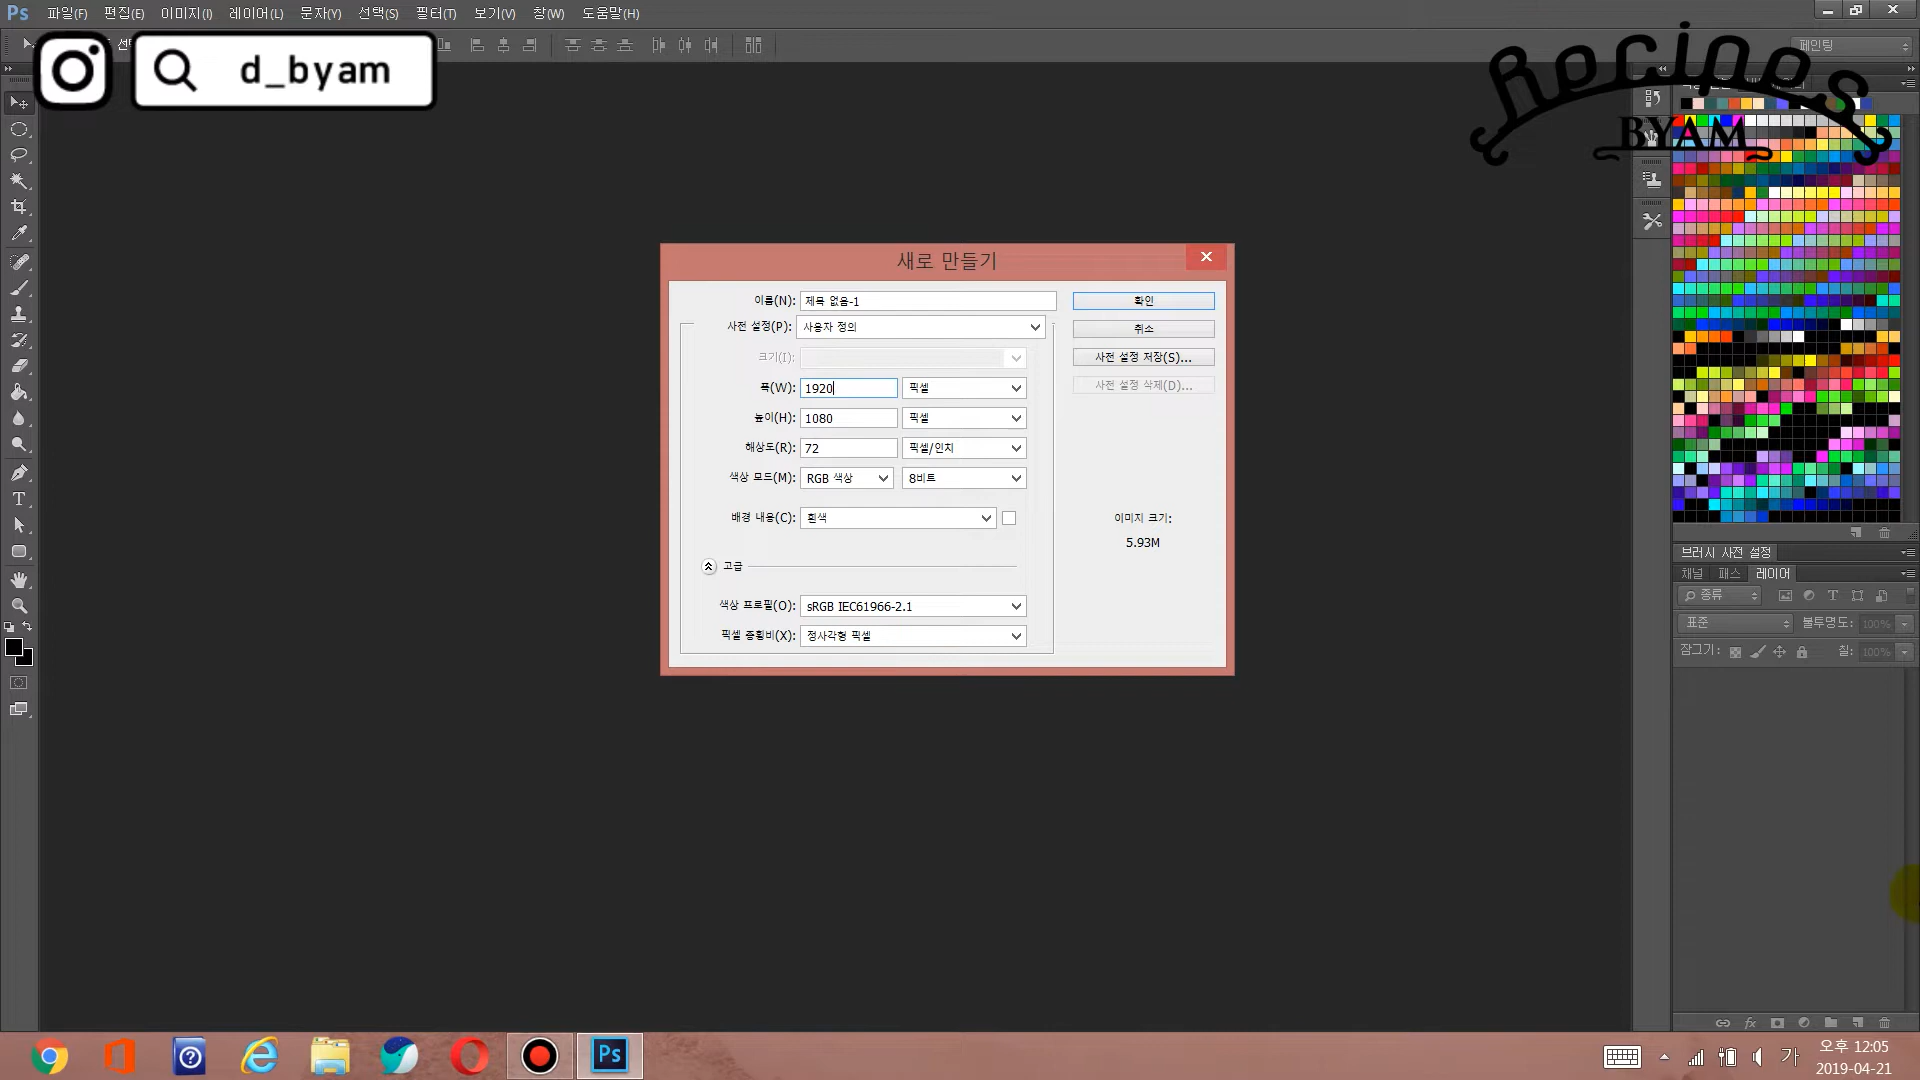 Ps 파일(F) 편집(E) 이미지(I) 레이어(L) 문자(Y) 선택(S) 필터(T) 보기(V) 창(W) 도움말(H)
페인팅
d_byam
Recipes
BYAM
새로 만들기
이름(N): 제목 없음-1
확인
사전 설정(P): 사용자 정의
취소
크기(I):
사전 설정 저장(S)...
폭(W): 1920 픽셀
사전 설정 삭제(D)...
높이(H): 1080 픽셀
해상도(R): 72 픽셀/인치
색상 모드(M): RGB 색상 8비트
배경 내용(C): 흰색
이미지 크기:
5.93M
고급
색상 프로필(O): sRGB IEC61966-2.1
픽셀 종횡비(X): 정사각형 픽셀
브러시 사전 설정
채널 패스 레이어
종류
표준 불투명도: 100%
잠그기: 칠: 100%
fx
Ps
가
오후 12:05
2019-04-21